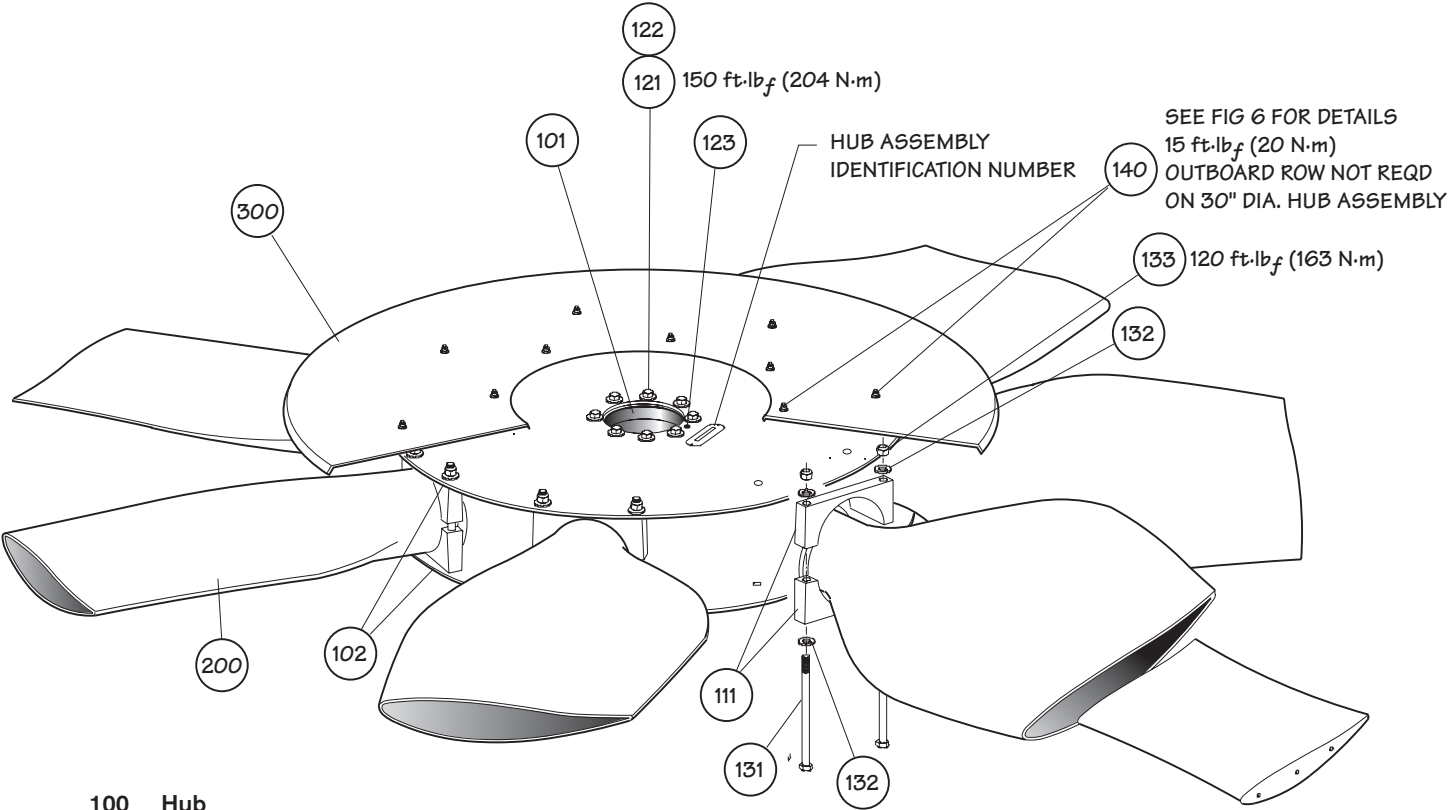 122
121 150 ft·lbf (204 N·m)
101
123
HUB ASSEMBLY
IDENTIFICATION NUMBER
SEE FIG 6 FOR DETAILS
140 15 ft·lbf (20 N·m)
OUTBOARD ROW NOT REQD
ON 30" DIA. HUB ASSEMBLY
300
133 120 ft·lbf (163 N·m)
132
200
102
111
131
132
100 Hub